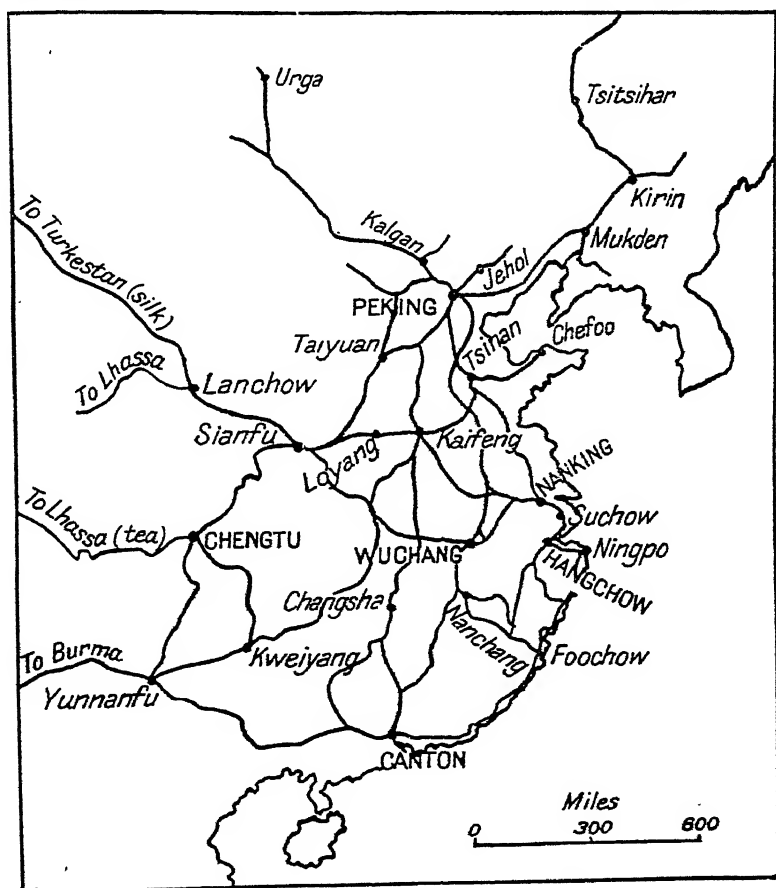 Urga
Tsitsihar
Kirin
Mukden
Kalgan
Jehol
To Turkestan (silk)
PEKING
Tsinan
Chefoo
Taiyuan
To Lhassa
Lanchow
Sianfu
Loyang
Kaifeng
NANKING
Suchow
To Lhassa (tea)
CHENGTU
WUCHANG
Ningpo
HANGCHOW
Changsha
Nanchang
To Burma
Kweiyang
Foochow
Yunnanfu
CANTON
Miles
0 300 600